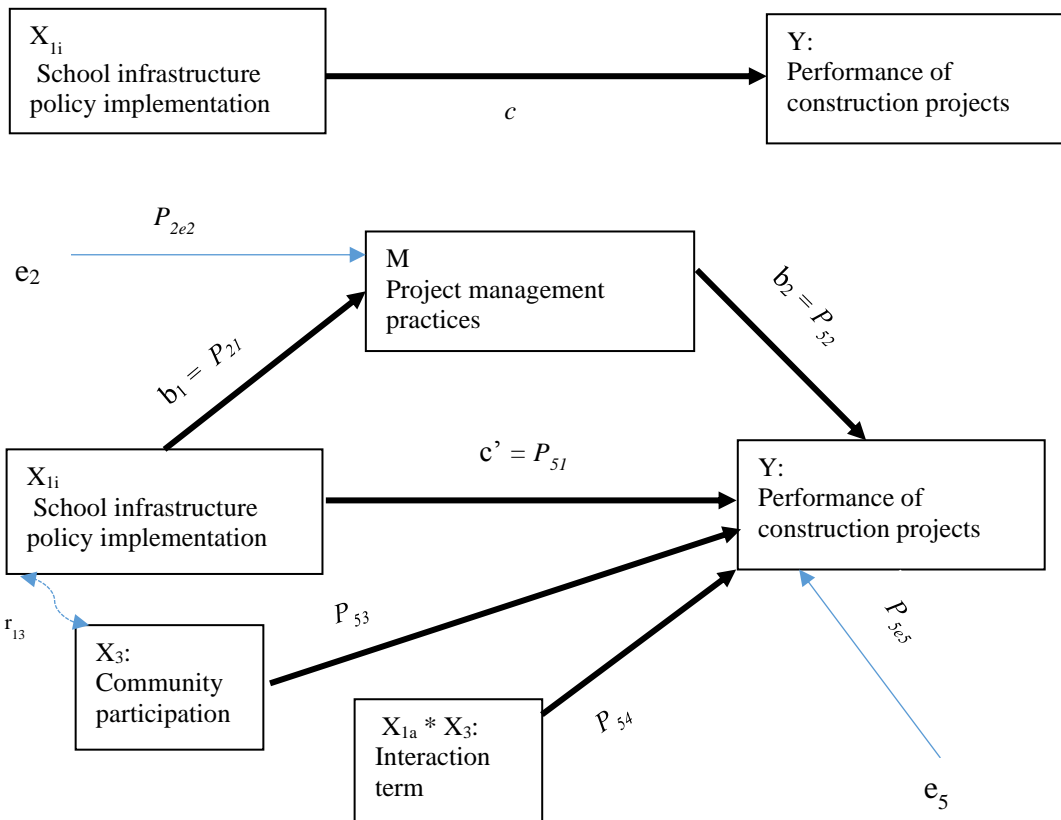 X1i
School infrastructure
policy implementation
c
Y:
Performance of
construction projects
P2e2
e2
M
Project management
practices
b1 = P21
b2 = P52
X1i
School infrastructure
policy implementation
c’ = P51
Y:
Performance of
construction projects
r13
P53
X3:
Community
participation
X1a * X3:
Interaction
term
P54
P5e5
e5